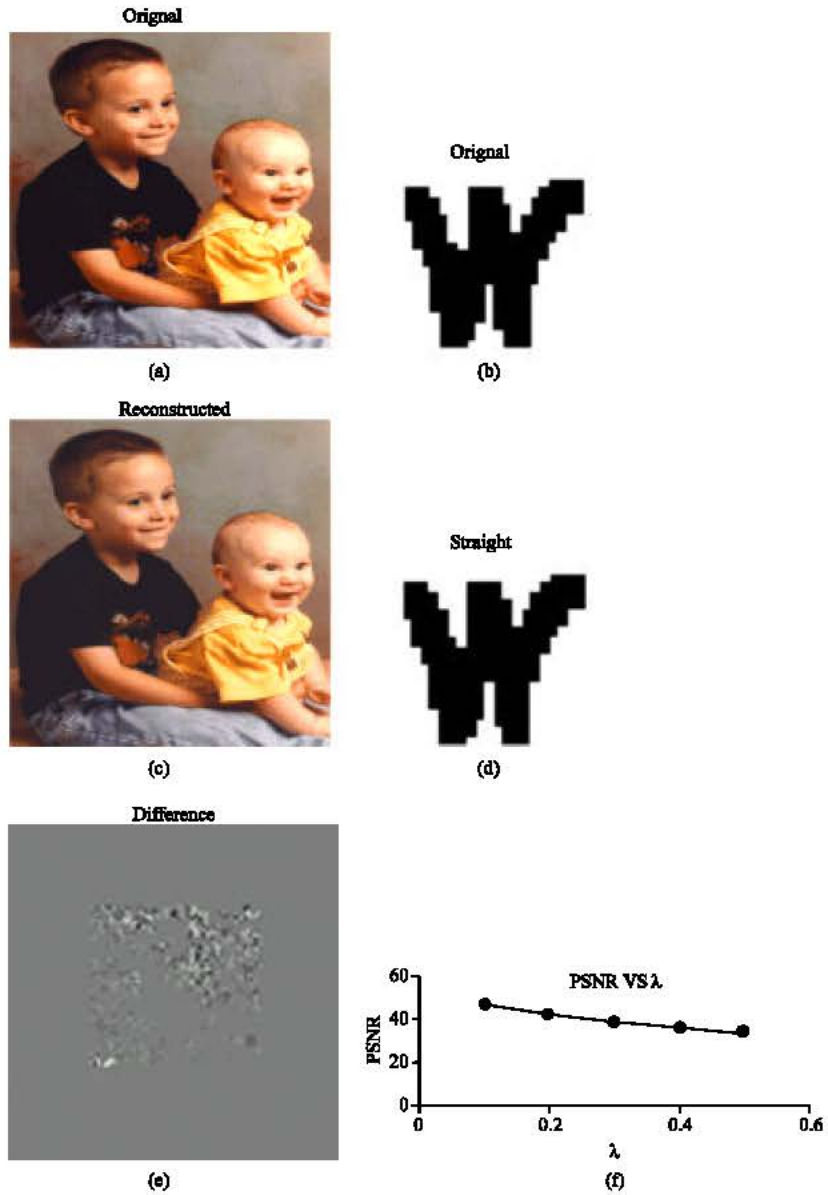 Orignal
Orignal
(a)
(b)
Reconstructed
Straight
(c)
(d)
Difference
PSNR VS λ
PSNR
60
40
20
0
0
0.2
0.4
0.6
λ
(e)
(f)